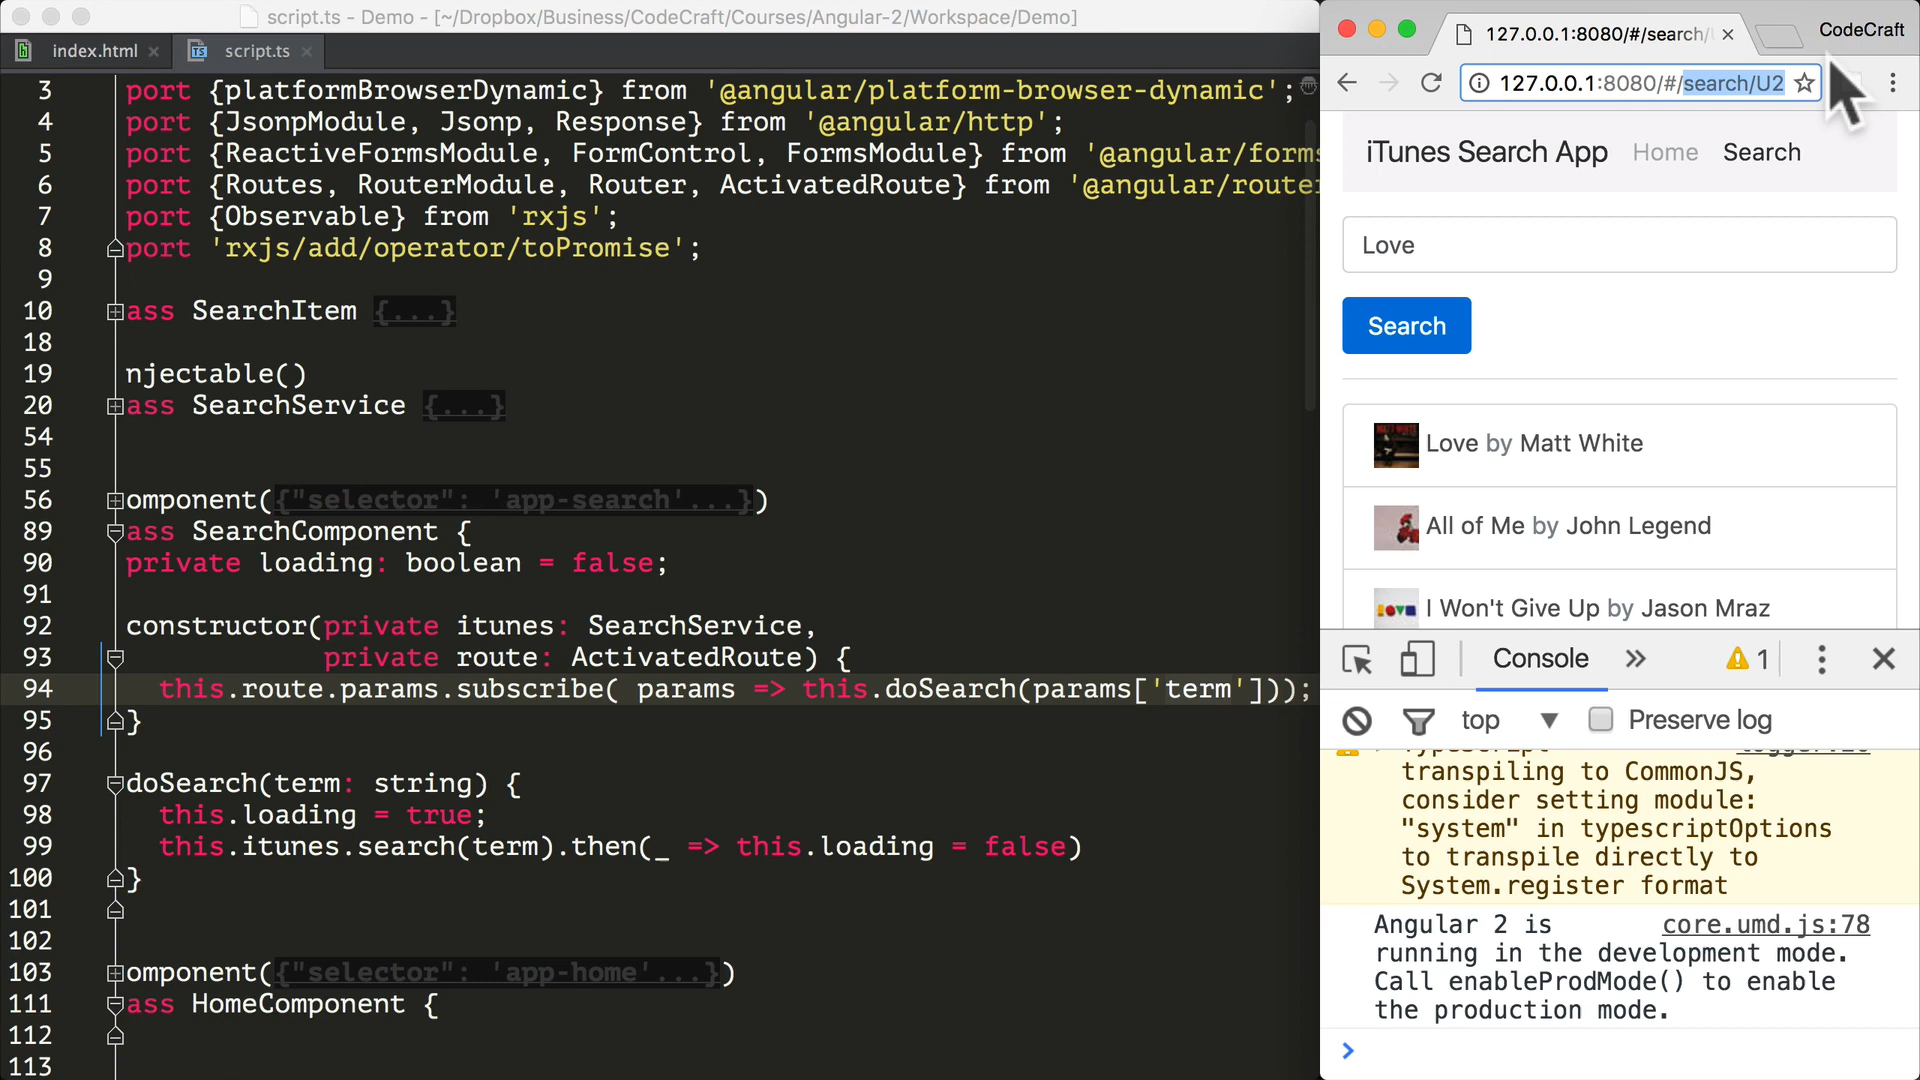 script.ts - Demo - [~/Dropbox/Business/CodeCraft/Courses/Angular-2/Workspace/Demo]
index.html
script.ts
3 port {platformBrowserDynamic} from '@angular/platform-browser-dynamic';
4 port {JsonpModule, Jsonp, Response} from '@angular/http';
5 port {ReactiveFormsModule, FormControl, FormsModule} from '@angular/forms
6 port {Routes, RouterModule, Router, ActivatedRoute} from '@angular/router
7 port {Observable} from 'rxjs';
8 port 'rxjs/add/operator/toPromise';
9
10 ass SearchItem {...}
18
19 njectable()
20 ass SearchService {...}
54
55
56 omponent({"selector": 'app-search'...})
89 ass SearchComponent {
90 private loading: boolean = false;
91
92 constructor(private itunes: SearchService,
93 private route: ActivatedRoute) {
94 this.route.params.subscribe( params => this.doSearch(params['term']));
95 }
96
97 doSearch(term: string) {
98 this.loading = true;
99 this.itunes.search(term).then(_ => this.loading = false)
100 }
101
102
103 omponent({"selector": 'app-home'...})
111 ass HomeComponent {
112
113
127.0.0.1:8080/#/search/
CodeCraft
127.0.0.1:8080/#/search/U2
iTunes Search App Home Search
Love
Search
Love by Matt White
All of Me by John Legend
I Won't Give Up by Jason Mraz
Console 1
top Preserve log
TypeScript
transpiling to CommonJS,
consider setting module:
"system" in typescriptOptions
to transpile directly to
System.register format
Angular 2 is core.umd.js:78
running in the development mode.
Call enableProdMode() to enable
the production mode.